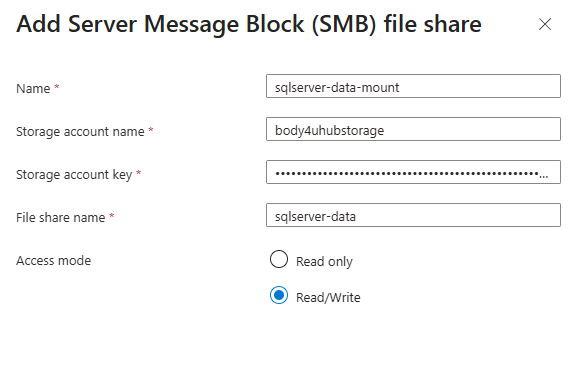 Add Server Message Block (SMB) file share
Name *
sqlserver-data-mount
Storage account name *
body4uhubstorage
Storage account key *
••••••••••••••••••••••••••••••••••••••••••••••••••...
File share name *
sqlserver-data
Access mode
Read only
Read/Write